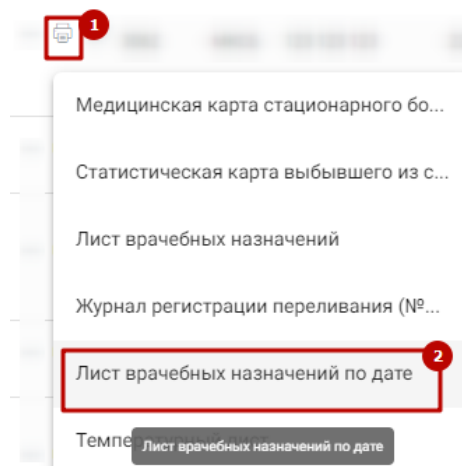 1
Медицинская карта стационарного бо...
Статистическая карта выбывшего из с...
Лист врачебных назначений
Журнал регистрации переливания (№...
2
Лист врачебных назначений по дате
Лист врачебных назначений по дате